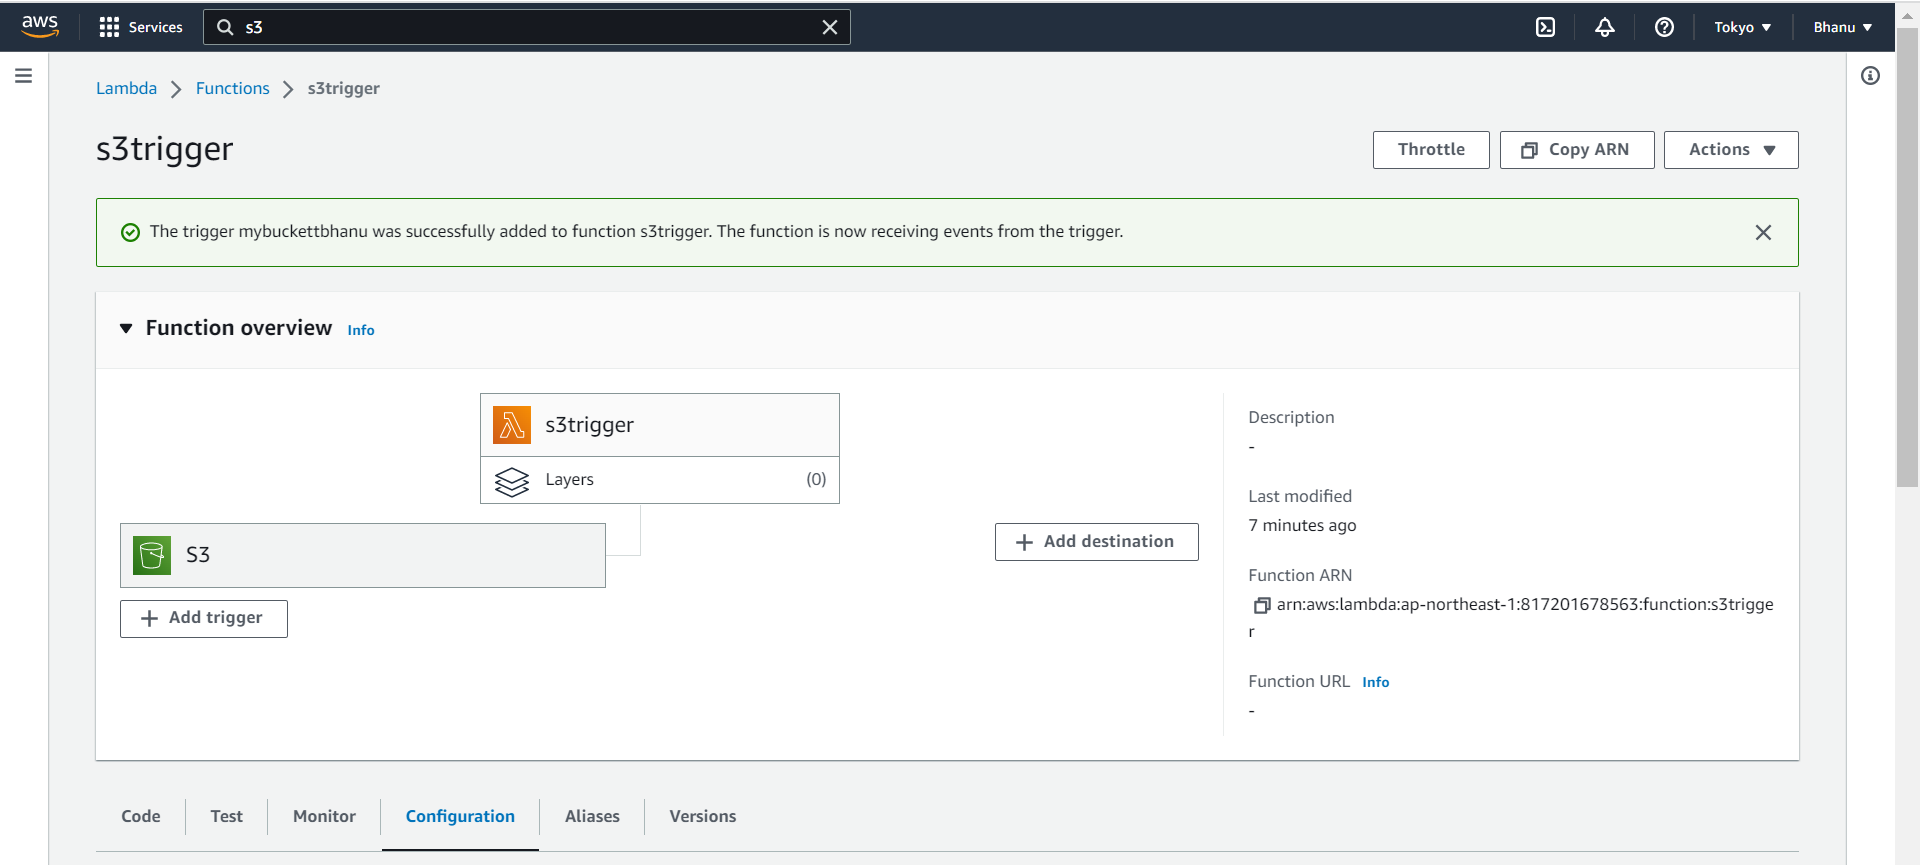 aws Services s3 Tokyo Bhanu
Lambda Functions s3trigger
s3trigger
Throttle Copy ARN Actions
The trigger mybuckettbhanu was successfully added to function s3trigger. The function is now receiving events from the trigger.
Function overview Info
s3trigger
Layers (0)
S3
Add trigger
Add destination
Description
-
Last modified
7 minutes ago
Function ARN
arn:aws:lambda:ap-northeast-1:817201678563:function:s3trigge
r
Function URL Info
-
Code Test Monitor Configuration Aliases Versions